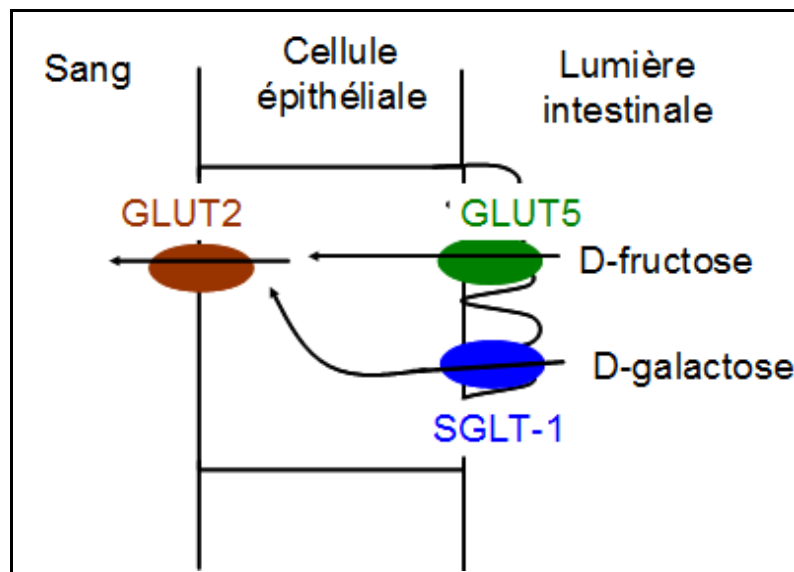 Sang
Cellule
épithéliale
Lumière
intestinale
GLUT2
GLUT5
D-fructose
D-galactose
SGLT-1